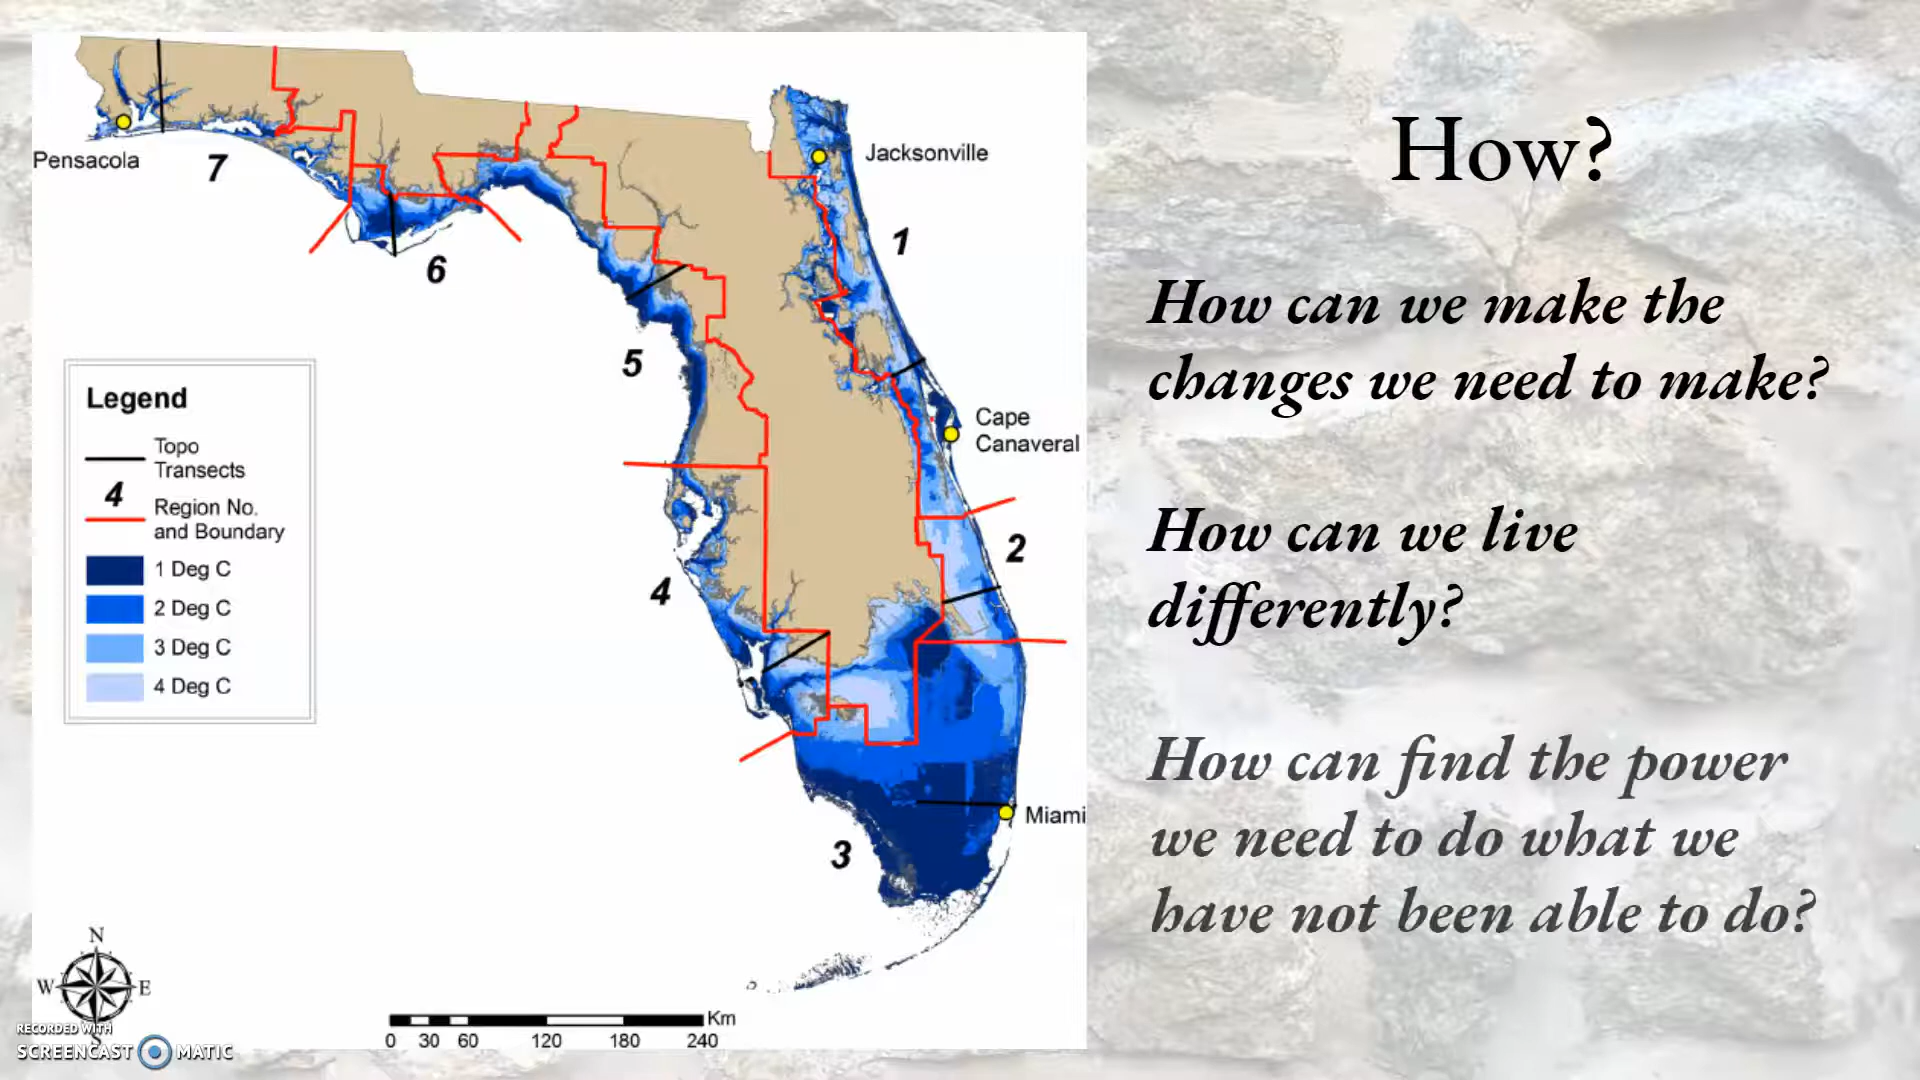 Pensacola
7
6
5
4
3
2
1
Jacksonville
Cape
Canaveral
Miami
Legend
Topo
Transects
4
Region No.
and Boundary
1 Deg C
2 Deg C
3 Deg C
4 Deg C
N
W
E
S
Km
0 30 60 120 180 240
RECORDED WITH
SCREENCAST MATIC
How?
How can we make the
changes we need to make?
How can we live
differently?
How can find the power
we need to do what we
have not been able to do?